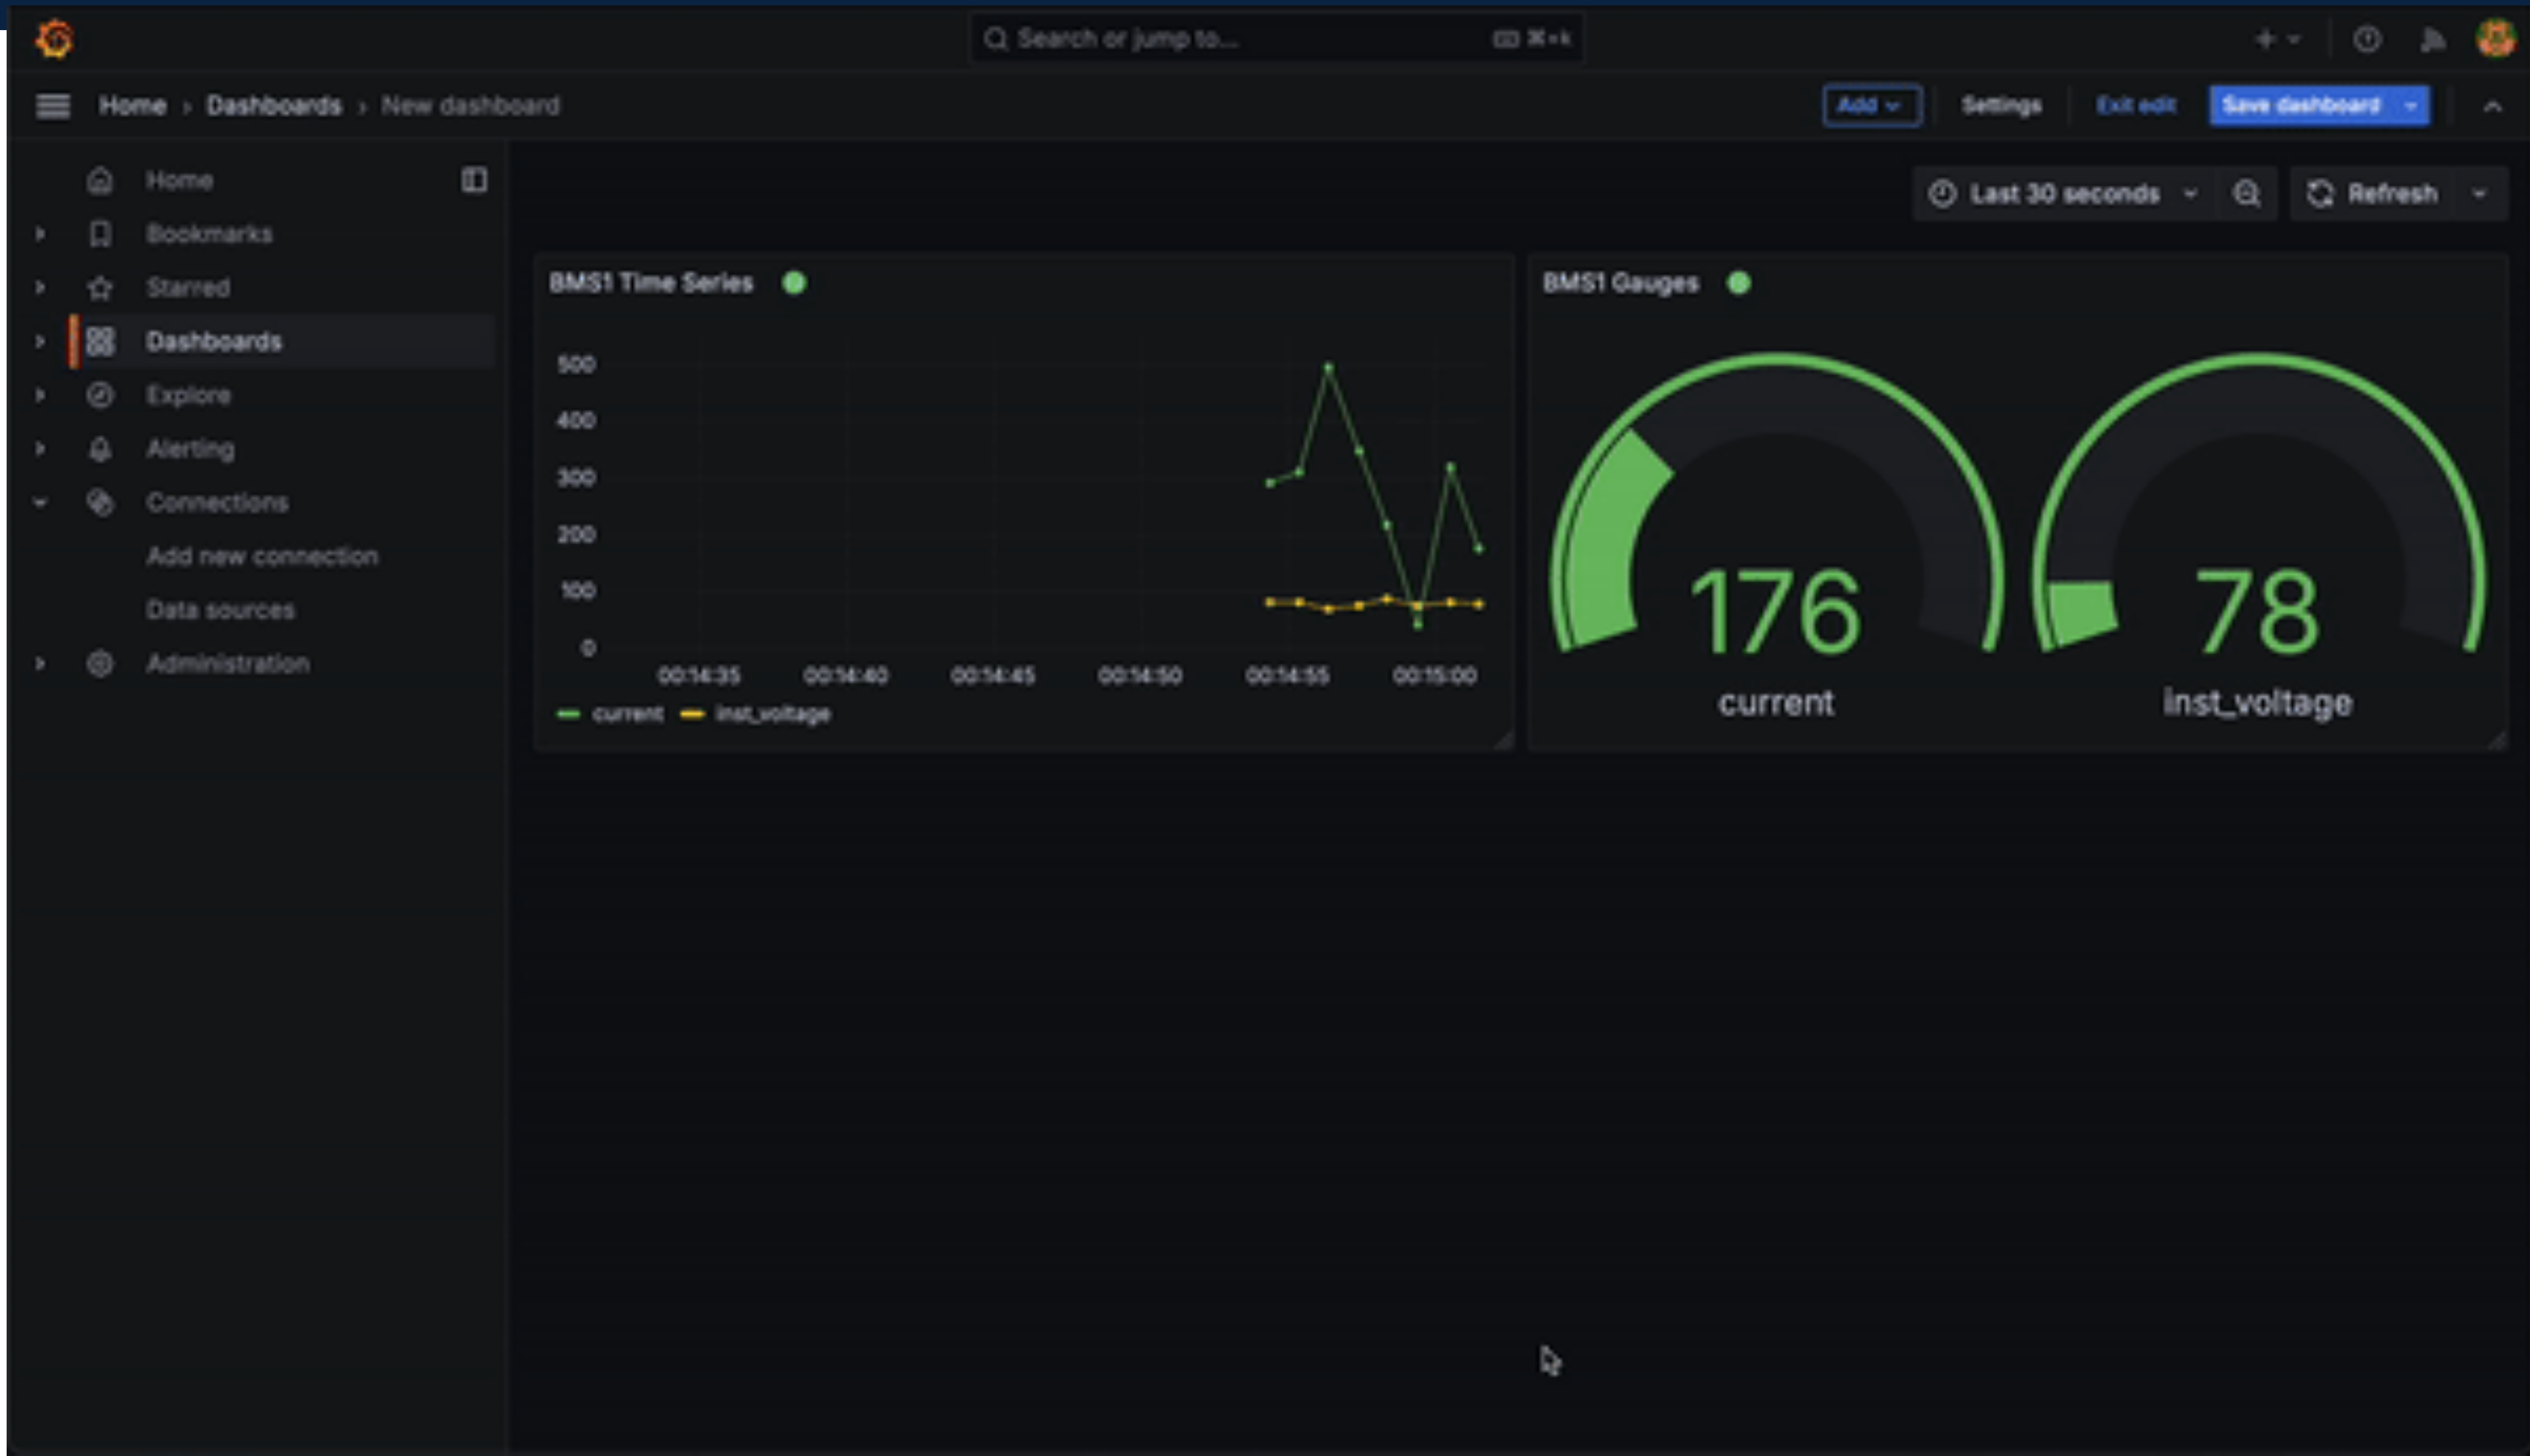 Search or jump to... ⌘+k
Home › Dashboards › New dashboard
Add
Settings
Exit edit
Save dashboard
Home
Bookmarks
Starred
Dashboards
Explore
Alerting
Connections
Add new connection
Data sources
Administration
Last 30 seconds
Refresh
BMS1 Time Series
500
400
300
200
100
0
00:14:35 00:14:40 00:14:45 00:14:50 00:14:55 00:15:00
current inst_voltage
BMS1 Gauges
176 78
current inst_voltage